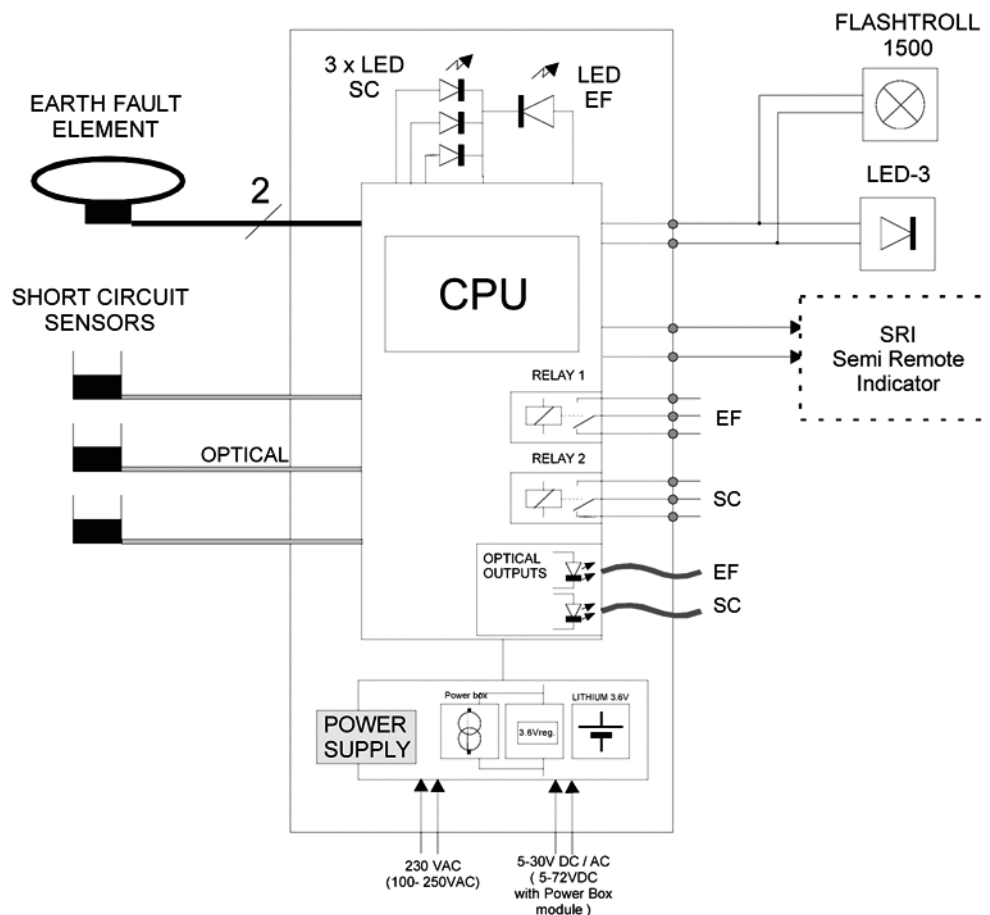 FLASHTROLL
1500
3 x LED
SC
LED
EF
EARTH FAULT
ELEMENT
2
LED-3
CPU
SHORT CIRCUIT
SENSORS
SRI
Semi Remote
Indicator
RELAY 1
EF
OPTICAL
RELAY 2
SC
OPTICAL
OUTPUTS
EF
SC
Power box
LITHIUM 3.6V
POWER
SUPPLY
3.6Vreg.
230 VAC
(100- 250VAC)
5-30V DC / AC
( 5-72VDC
with Power Box
module )